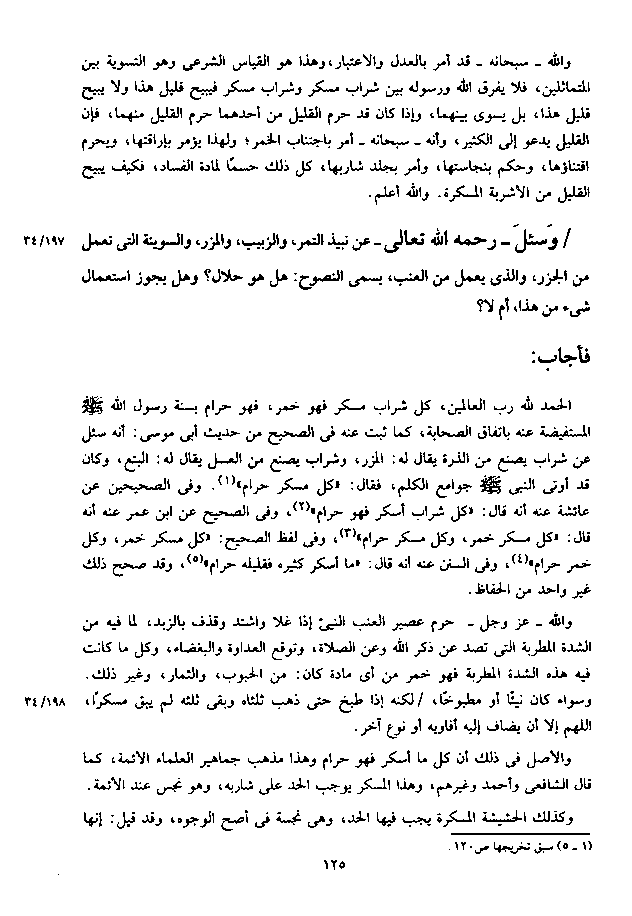 والله ـ سبحانه ـ قد أمر بالعدل والاعتبار، وهذا هو القياس الشرعى وهو التسوية بين
المتماثلين، فلا يفرق الله ورسوله بين شراب مسكر وشراب مسكر فيبيح قليل هذا ولا يبيح
قليل هذا، بل يسوى بينهما، وإذا كان قد حرم القليل من أحدهما حرم القليل منهما، فإن
القليل يدعو إلى الكثير، وأنه ـ سبحانه ـ أمر باجتناب الخمر؛ ولهذا يؤمر بإراقتها، ويحرم
اقتناؤها، وحكم بنجاستها، وأمر بجلد شاربها، كل ذلك حسمًا لمادة الفساد، فكيف يبيح
القليل من الأشربة المسكرة. والله أعلم.
/ وَسئلَ ـ رحمه الله تعالى ـ عن نبيذ التمر، والزبيب، والمزر، والسوينة التى تعمل ٣٤/١٩٧
من الجزر، والذى يعمل من العنب، يسمى النصوح: هل هو حلال؟ وهل يجوز استعمال
شىء من هذا، أم لا؟
فأجاب:
الحمد لله رب العالمين، كل شراب مسكر فهو خمر، فهو حرام بسنة رسول الله ﷺ
المستفيضة عنه باتفاق الصحابة، كما ثبت عنه فى الصحيح من حديث أبى موسى: أنه سئل
عن شراب يصنع من الذرة يقال له: المزر، وشراب يصنع من العسل يقال له: البتع، وكان
قد أوتى النبى ﷺ جوامع الكلم، فقال: «كل مسكر حرام»(١). وفى الصحيحين عن
عائشة عنه أنه قال: «كل شراب أسكر فهو حرام»(٢)، وفى الصحيح عن ابن عمر عنه أنه
قال: «كل مسكر خمر، وكل مسكر حرام»(٣)، وفى لفظ الصحيح: «كل مسكر خمر، وكل
خمر حرام»(٤)، وفى السنن عنه أنه قال: «ما أسكر كثيره فقليله حرام»(٥)، وقد صحح ذلك
غير واحد من الحفاظ.
والله ـ عز وجل ـ حرم عصير العنب النيئ إذا غلا واشتد وقذف بالزبد، لما فيه من
الشدة المطربة التى تصد عن ذكر الله وعن الصلاة، وتوقع العداوة والبغضاء، وكل ما كانت
فيه هذه الشدة المطربة فهو خمر من أى مادة كان: من الحبوب، والثمار، وغير ذلك.
وسواء كان نيئًا أو مطبوخًا، / لكنه إذا طبخ حتى ذهب ثلثاه وبقى ثلثه لم يبق مسكرًا، ٣٤/١٩٨
اللهم إلا أن يضاف إليه أفاويه أو نوع آخر.
والأصل فى ذلك أن كل ما أسكر فهو حرام وهذا مذهب جماهير العلماء الأئمة، كما
قال الشافعى وأحمد وغيرهم، وهذا المسكر يوجب الحد على شاربه، وهو نجس عند الأئمة.
وكذلك الحشيشة المسكرة يجب فيها الحد، وهى نجسة فى أصح الوجوه، وقد قيل: إنها
(١ ـ ٥) سبق تخريجها ص١٢٠.
١٢٥